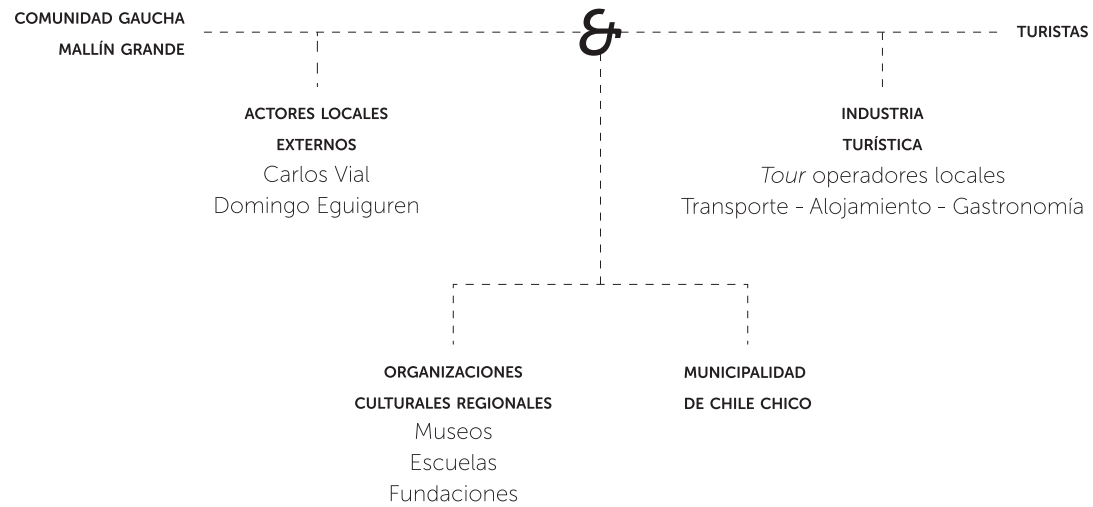 COMUNIDAD GAUCHA
MALLÍN GRANDE
&
TURISTAS
ACTORES LOCALES
EXTERNOS
Carlos Vial
Domingo Eguiguren
INDUSTRIA
TURÍSTICA
Tour operadores locales
Transporte - Alojamiento - Gastronomía
ORGANIZACIONES
CULTURALES REGIONALES
Museos
Escuelas
Fundaciones
MUNICIPALIDAD
DE CHILE CHICO